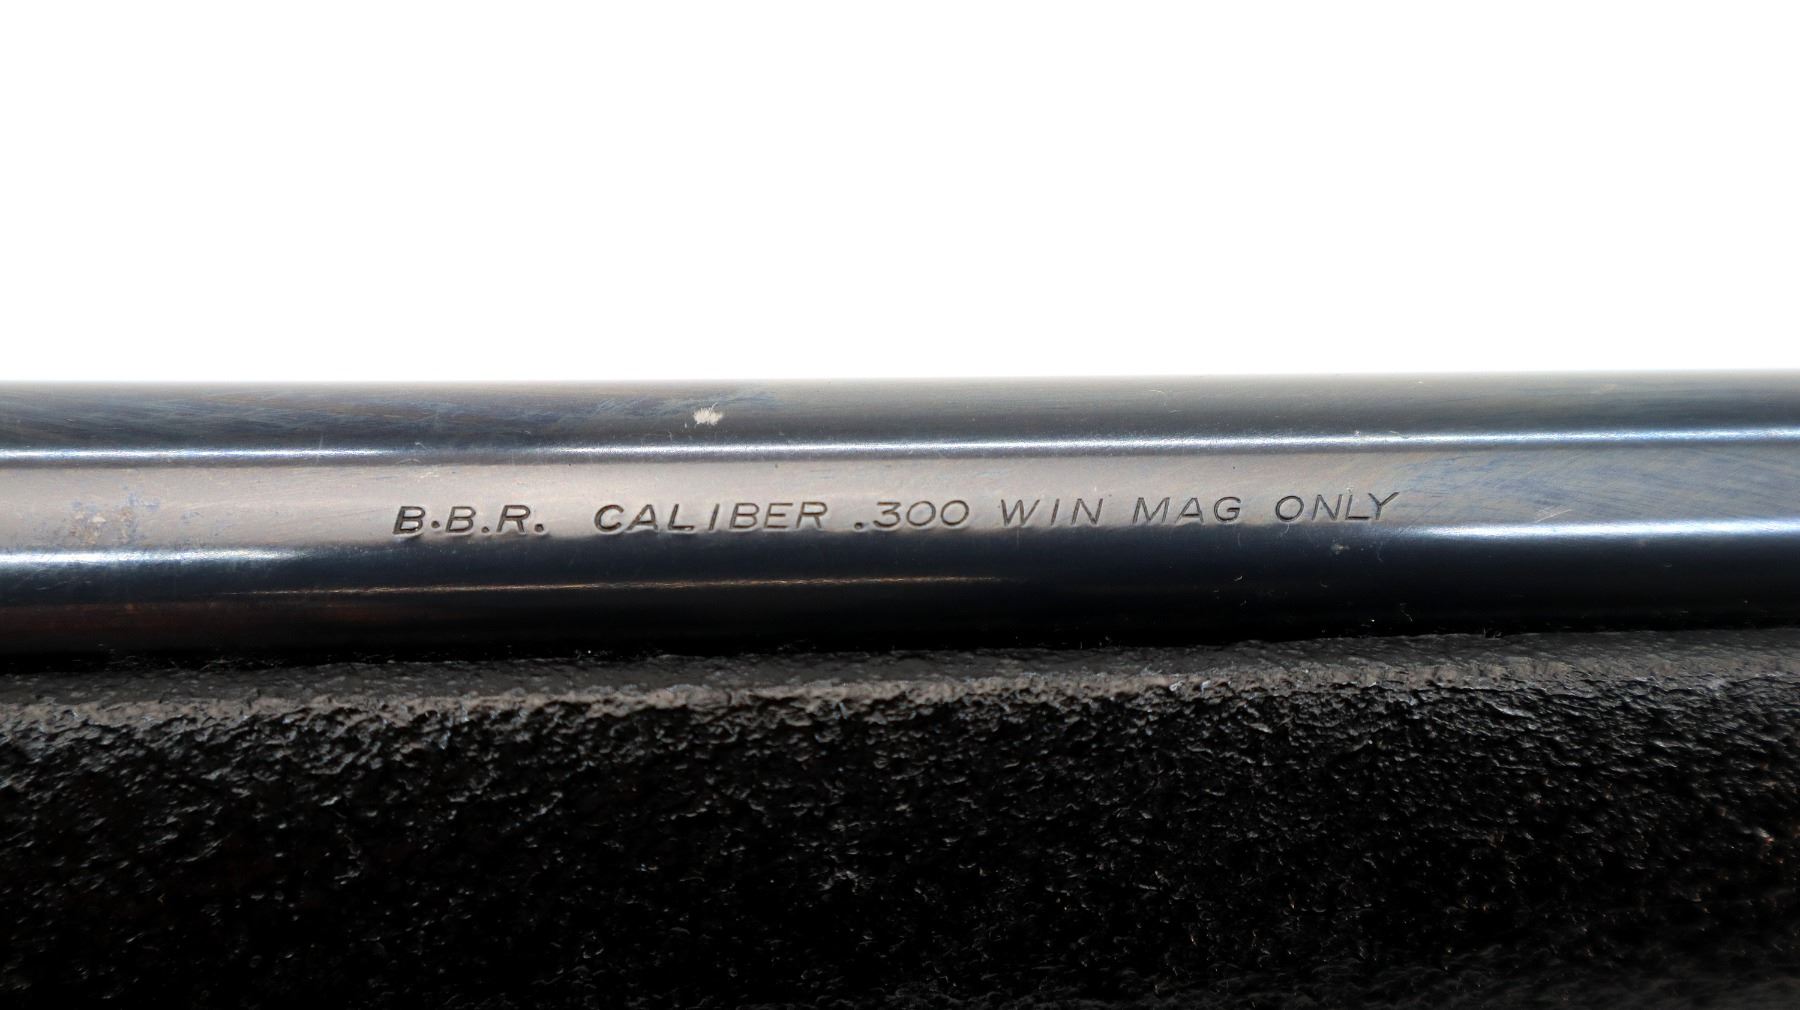 B.B.R. CALIBER .300 WIN MAG ONLY